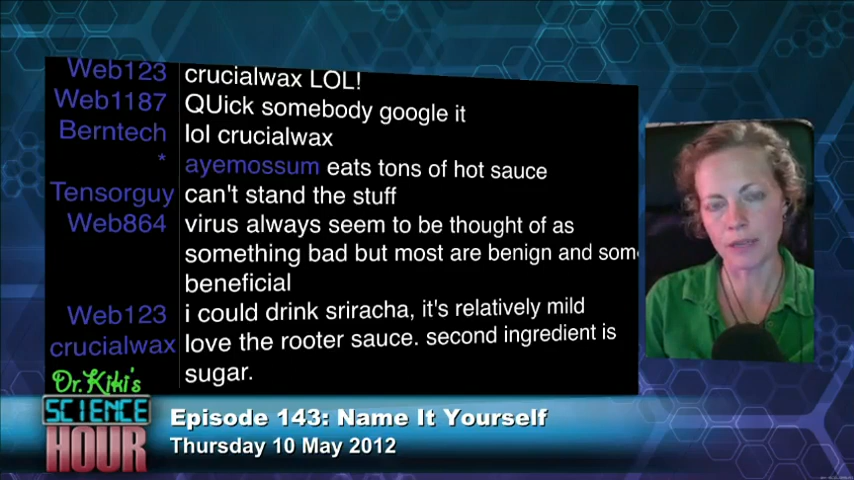 Web123 crucialwax LOL!
Web1187 QUick somebody google it
Berntech lol crucialwax
* ayemossum eats tons of hot sauce
Tensorguy can't stand the stuff
Web864 virus always seem to be thought of as
something bad but most are benign and som
beneficial
Web123 i could drink sriracha, it's relatively mild
crucialwax love the rooter sauce. second ingredient is
sugar.
Dr. Kiki's
SCIENCE
HOUR
Episode 143: Name It Yourself
Thursday 10 May 2012